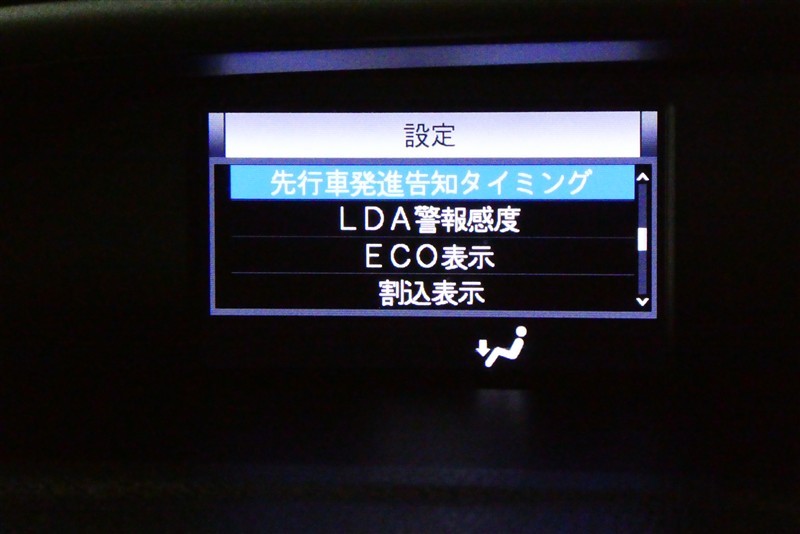 設定
先行車発進告知タイミング
ＬＤＡ警報感度
ＥＣＯ表示
割込表示